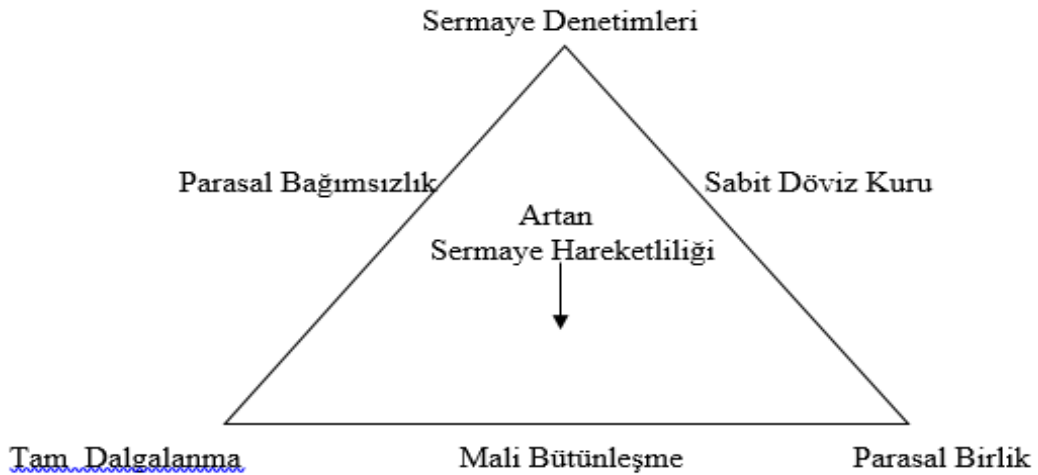 Sermaye Denetimleri
Parasal Bağımsızlık
Sabit Döviz Kuru
Artan
Sermaye Hareketliliği
Tam Dalgalanma
Mali Bütünleşme
Parasal Birlik